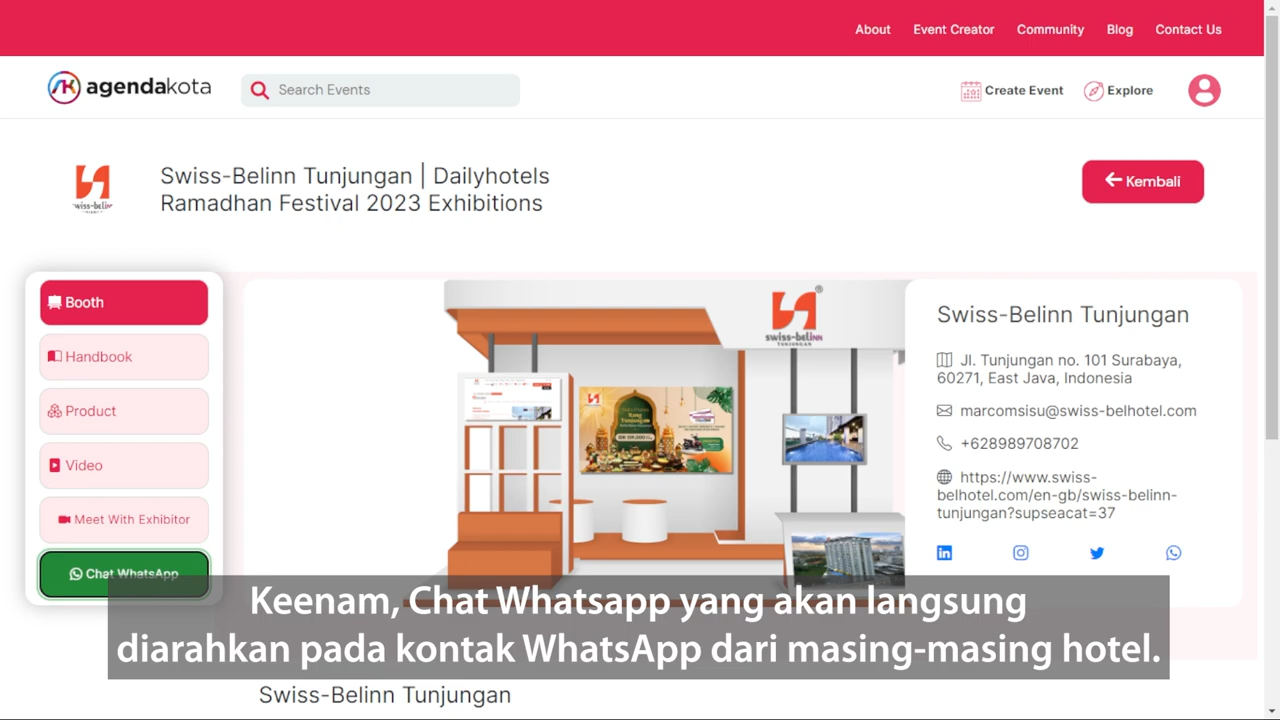 About Event Creator Community Blog Contact Us
agendakota
Search Events
Create Event Explore
Swiss-Belinn Tunjungan | Dailyhotels
Ramadhan Festival 2023 Exhibitions
Kembali
Booth
Handbook
Product
Video
Meet With Exhibitor
Chat WhatsApp
swiss-belinn
TUNJUNGAN
Swiss-Belinn Tunjungan
Jl. Tunjungan no. 101 Surabaya,
60271, East Java, Indonesia
marcomsisu@swiss-belhotel.com
+628989708702
https://www.swiss-
belhotel.com/en-gb/swiss-belinn-
tunjungan?supseacat=37
Keenam, Chat Whatsapp yang akan langsung
diarahkan pada kontak WhatsApp dari masing-masing hotel.
Swiss-Belinn Tunjungan